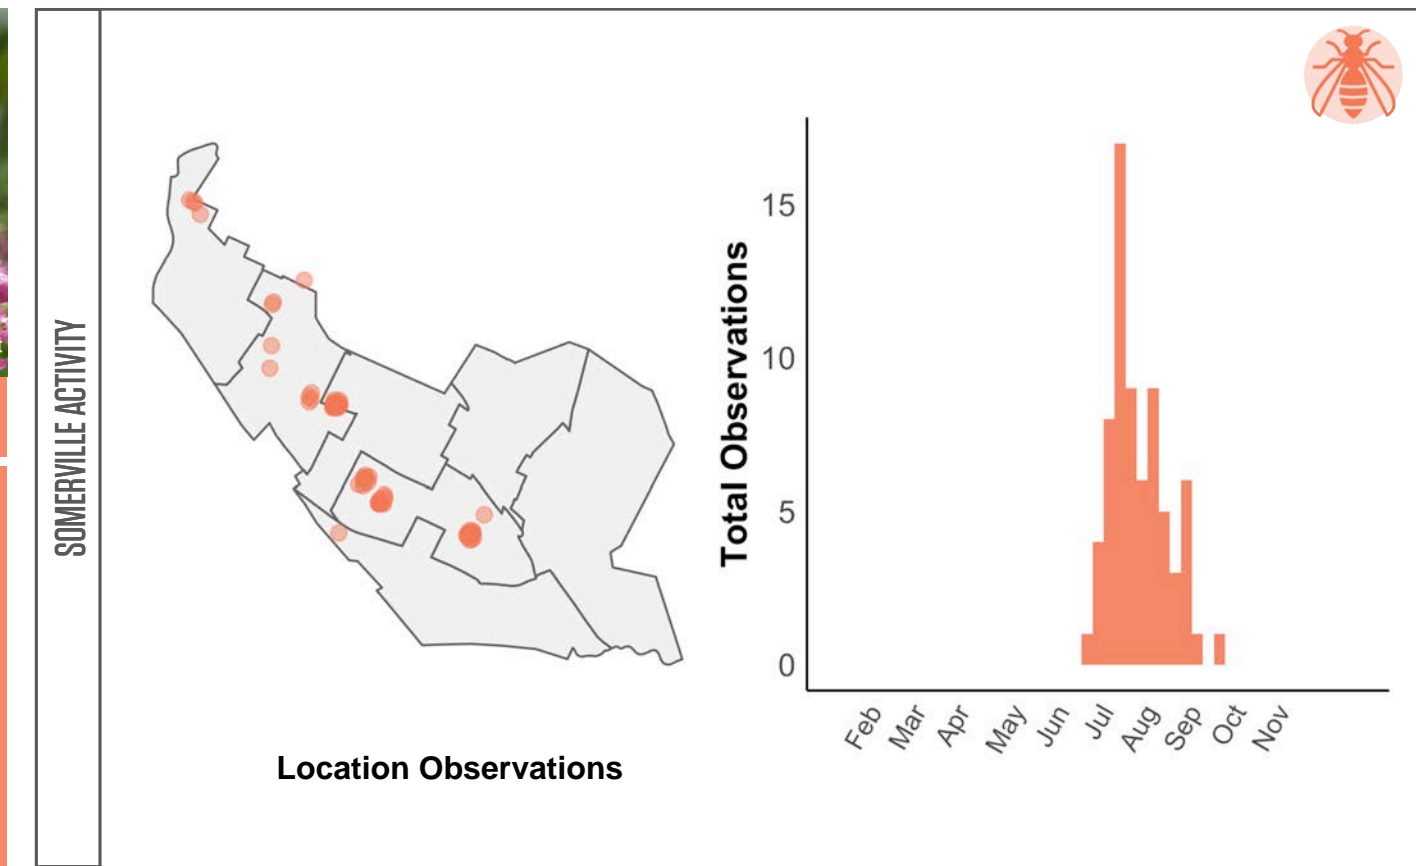 SOMERVILLE ACTIVITY
Location Observations
Total Observations
15
10
5
0
Feb
Mar
Apr
May
Jun
Jul
Aug
Sep
Oct
Nov